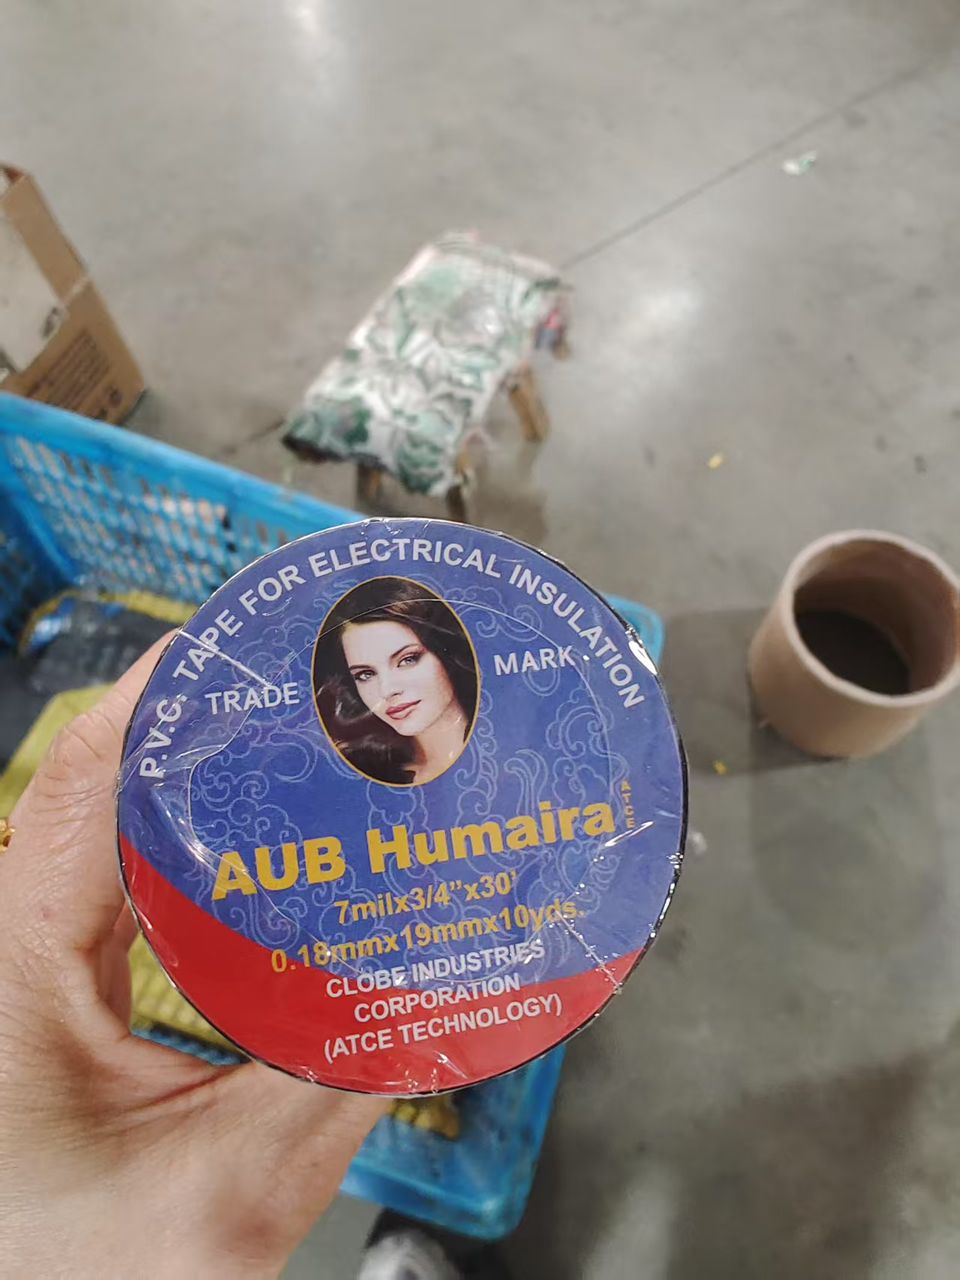 P.V.C. TAPE FOR ELECTRICAL INSULATION
TRADE MARK
AUB Humaira
ATCE
7milx3/4"x30'
0.18mmx19mmx10yds.
CLOBE INDUSTRIES
CORPORATION
(ATCE TECHNOLOGY)